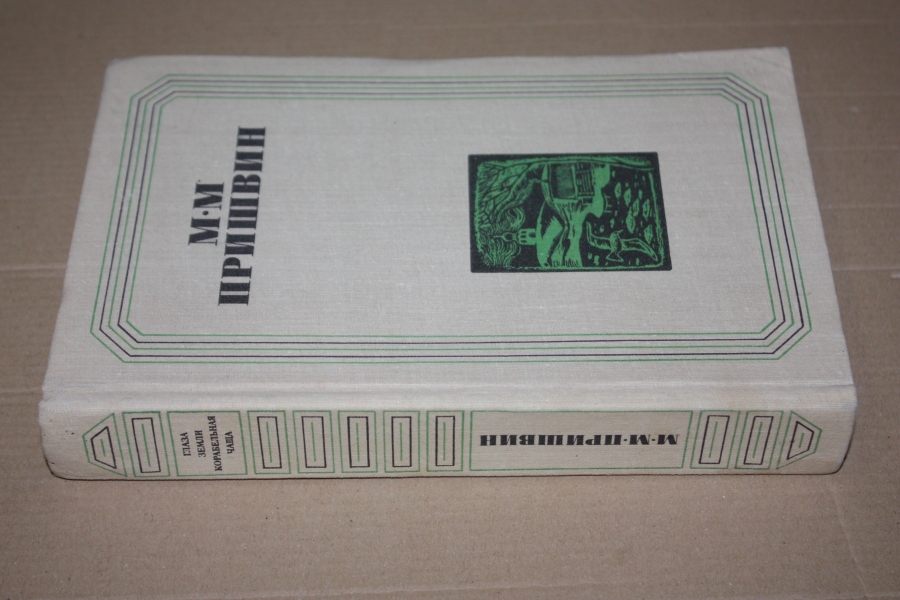 М·М
ПРИШВИН
ГЛАЗА
ЗЕМЛИ
КОРАБЕЛЬНАЯ
ЧАЩА
М·М·ПРИШВИН